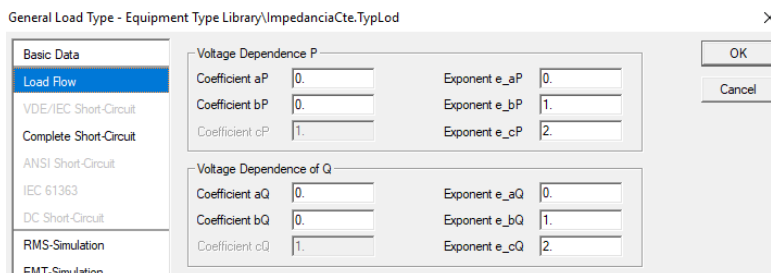 General Load Type - Equipment Type Library\ImpedanciaCte.TypLod
Basic Data
Load Flow
VDE/IEC Short-Circuit
Complete Short-Circuit
ANSI Short-Circuit
IEC 61363
DC Short-Circuit
RMS-Simulation
EMT-Simulation
Voltage Dependence P
Coefficient aP 0. Exponent e_aP 0.
Coefficient bP 0. Exponent e_bP 1.
Coefficient cP 1. Exponent e_cP 2.
Voltage Dependence of Q
Coefficient aQ 0. Exponent e_aQ 0.
Coefficient bQ 0. Exponent e_bQ 1.
Coefficient cQ 1. Exponent e_cQ 2.
OK
Cancel